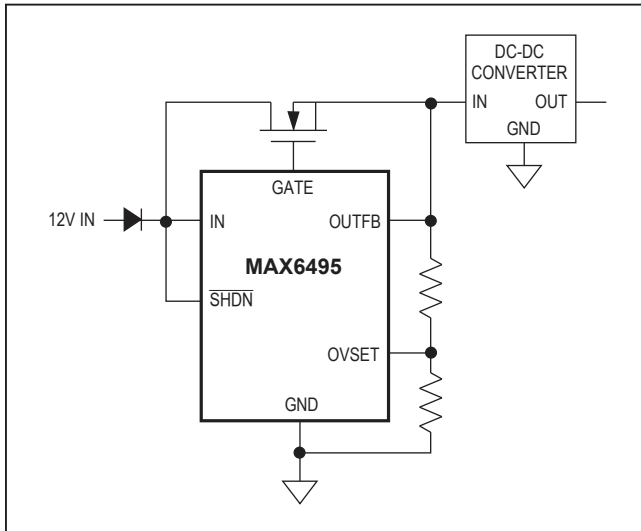 DC-DC
CONVERTER
IN OUT
GND
GATE
12V IN
IN OUTFB
MAX6495
SHDN
OVSET
GND